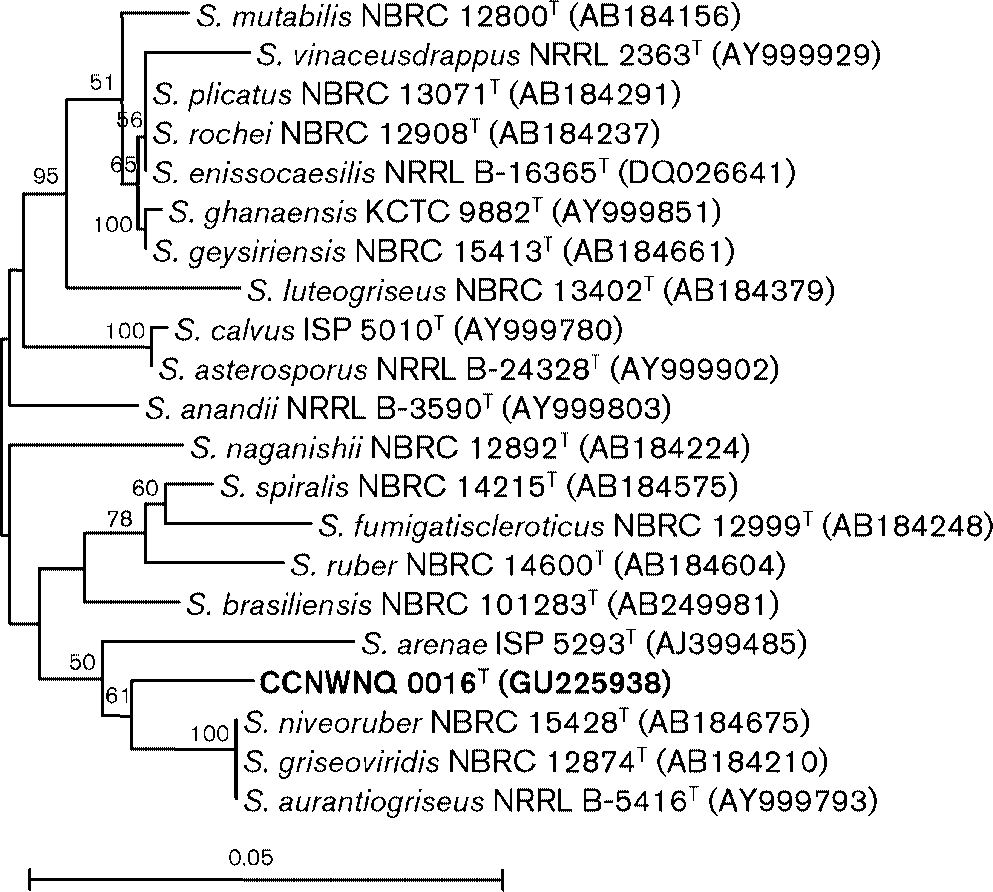 S. mutabilis NBRC 12800ᵀ (AB184156)
S. vinaceusdrappus NRRL 2363ᵀ (AY999929)
51
S. plicatus NBRC 13071ᵀ (AB184291)
56
S. rochei NBRC 12908ᵀ (AB184237)
65
95
S. enissocaesilis NRRL B-16365ᵀ (DQ026641)
S. ghanaensis KCTC 9882ᵀ (AY999851)
100
S. geysiriensis NBRC 15413ᵀ (AB184661)
S. luteogriseus NBRC 13402ᵀ (AB184379)
100
S. calvus ISP 5010ᵀ (AY999780)
S. asterosporus NRRL B-24328ᵀ (AY999902)
S. anandii NRRL B-3590ᵀ (AY999803)
S. naganishii NBRC 12892ᵀ (AB184224)
60
S. spiralis NBRC 14215ᵀ (AB184575)
78
S. fumigatiscleroticus NBRC 12999ᵀ (AB184248)
S. ruber NBRC 14600ᵀ (AB184604)
S. brasiliensis NBRC 101283ᵀ (AB249981)
S. arenae ISP 5293ᵀ (AJ399485)
50
CCNWNQ 0016ᵀ (GU225938)
61
S. niveoruber NBRC 15428ᵀ (AB184675)
100
S. griseoviridis NBRC 12874ᵀ (AB184210)
S. aurantiogriseus NRRL B-5416ᵀ (AY999793)
0.05